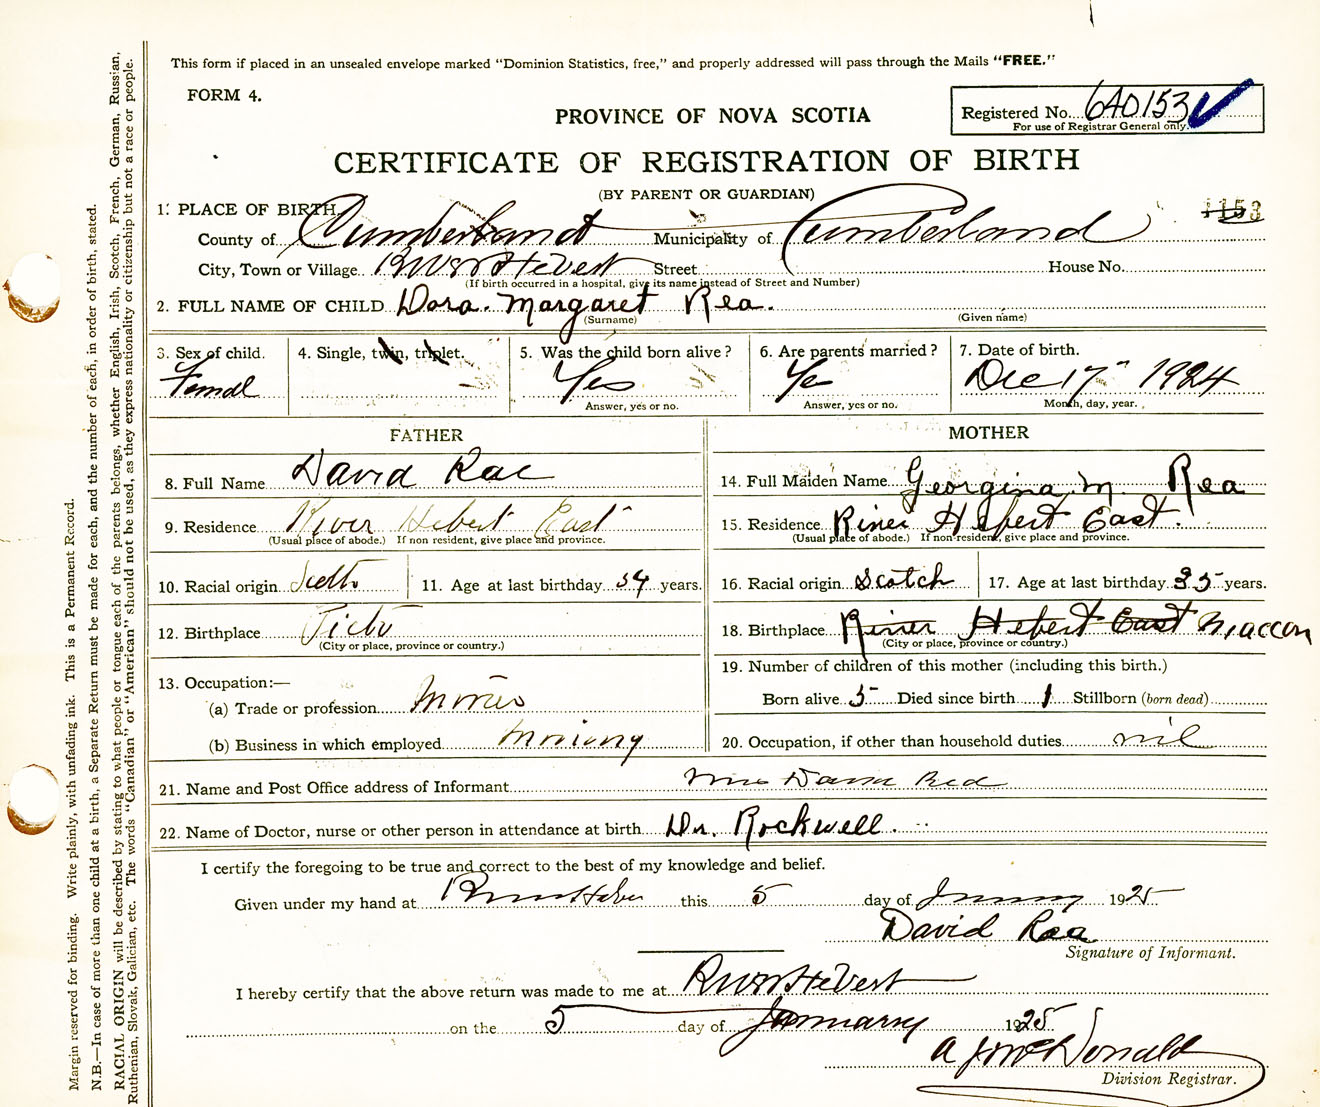 This form if placed in an unsealed envelope marked "Dominion Statistics, free," and properly addressed will pass through the Mails "FREE."
FORM 4.
PROVINCE OF NOVA SCOTIA
Registered No. 640153
For use of Registrar General only.
CERTIFICATE OF REGISTRATION OF BIRTH
(BY PARENT OR GUARDIAN)
1153
1. PLACE OF BIRTH
County of Cumberland Municipality of Cumberland
City, Town or Village River Hebert Street House No.
(If birth occurred in a hospital, give its name instead of Street and Number)
2. FULL NAME OF CHILD Dora. Margaret Rea.
(Surname) (Given name)
3. Sex of child. 4. Single, twin, triplet. 5. Was the child born alive? 6. Are parents married? 7. Date of birth.
Femal Yes Yes Dec 17" 1924
Answer, yes or no. Answer, yes or no. Month, day, year.
FATHER MOTHER
8. Full Name David Rae 14. Full Maiden Name Georgina M. Rea
9. Residence River Hebert East 15. Residence River Hebert East.
(Usual place of abode.) If non resident, give place and province. (Usual place of abode.) If non-resident, give place and province.
10. Racial origin 11. Age at last birthday 34 years. 16. Racial origin Scotch 17. Age at last birthday 35 years.
12. Birthplace Pictu 18. Birthplace River Hebert East Maccan
(City or place, province or country.) (City or place, province or country.)
13. Occupation:— 19. Number of children of this mother (including this birth.)
(a) Trade or profession Miner Born alive 5 Died since birth 1 Stillborn (born dead)
(b) Business in which employed Mining 20. Occupation, if other than household duties nil
21. Name and Post Office address of Informant Mrs David Rea
22. Name of Doctor, nurse or other person in attendance at birth Dr. Rockwell.
I certify the foregoing to be true and correct to the best of my knowledge and belief.
Given under my hand at River Heber this 5 day of January 1925
David Rea
Signature of Informant.
I hereby certify that the above return was made to me at River Hebert
on the 5 day of January 1925
A J McDonald
Division Registrar.
Margin reserved for binding. Write plainly, with unfading ink. This is a Permanent Record.
N.B.—In case of more than one child at a birth, a Separate Return must be made for each, and the number of each, in order of birth, stated.
RACIAL ORIGIN will be described by stating to what people or tongue each of the parents belongs, whether English, Irish, Scotch, French, German, Russian,
Ruthenian, Slovak, Galician, etc. The words "Canadian" or "American" should not be used, as they express nationality or citizenship but not a race or people.